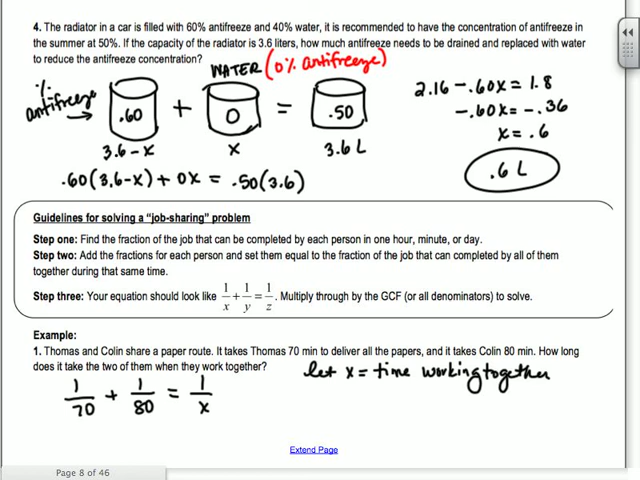 4. The radiator in a car is filled with 60% antifreeze and 40% water, it is recommended to have the concentration of antifreeze in
the summer at 50%. If the capacity of the radiator is 3.6 liters, how much antifreeze needs to be drained and replaced with water
to reduce the antifreeze concentration?
WATER (0% antifreeze)
% antifreeze → .60 + 0 = .50
3.6-x x 3.6 L
.60(3.6-x) + 0x = .50(3.6)
2.16 - .60x = 1.8
-.60x = -.36
x = .6
.6 L
Guidelines for solving a "job-sharing" problem
Step one: Find the fraction of the job that can be completed by each person in one hour, minute, or day.
Step two: Add the fractions for each person and set them equal to the fraction of the job that can completed by all of them
together during that same time.
Step three: Your equation should look like 1/x + 1/y = 1/z. Multiply through by the GCF (or all denominators) to solve.
Example:
1. Thomas and Colin share a paper route. It takes Thomas 70 min to deliver all the papers, and it takes Colin 80 min. How long
does it take the two of them when they work together?
let x = time working together
1/70 + 1/80 = 1/x
Extend Page
Page 8 of 46